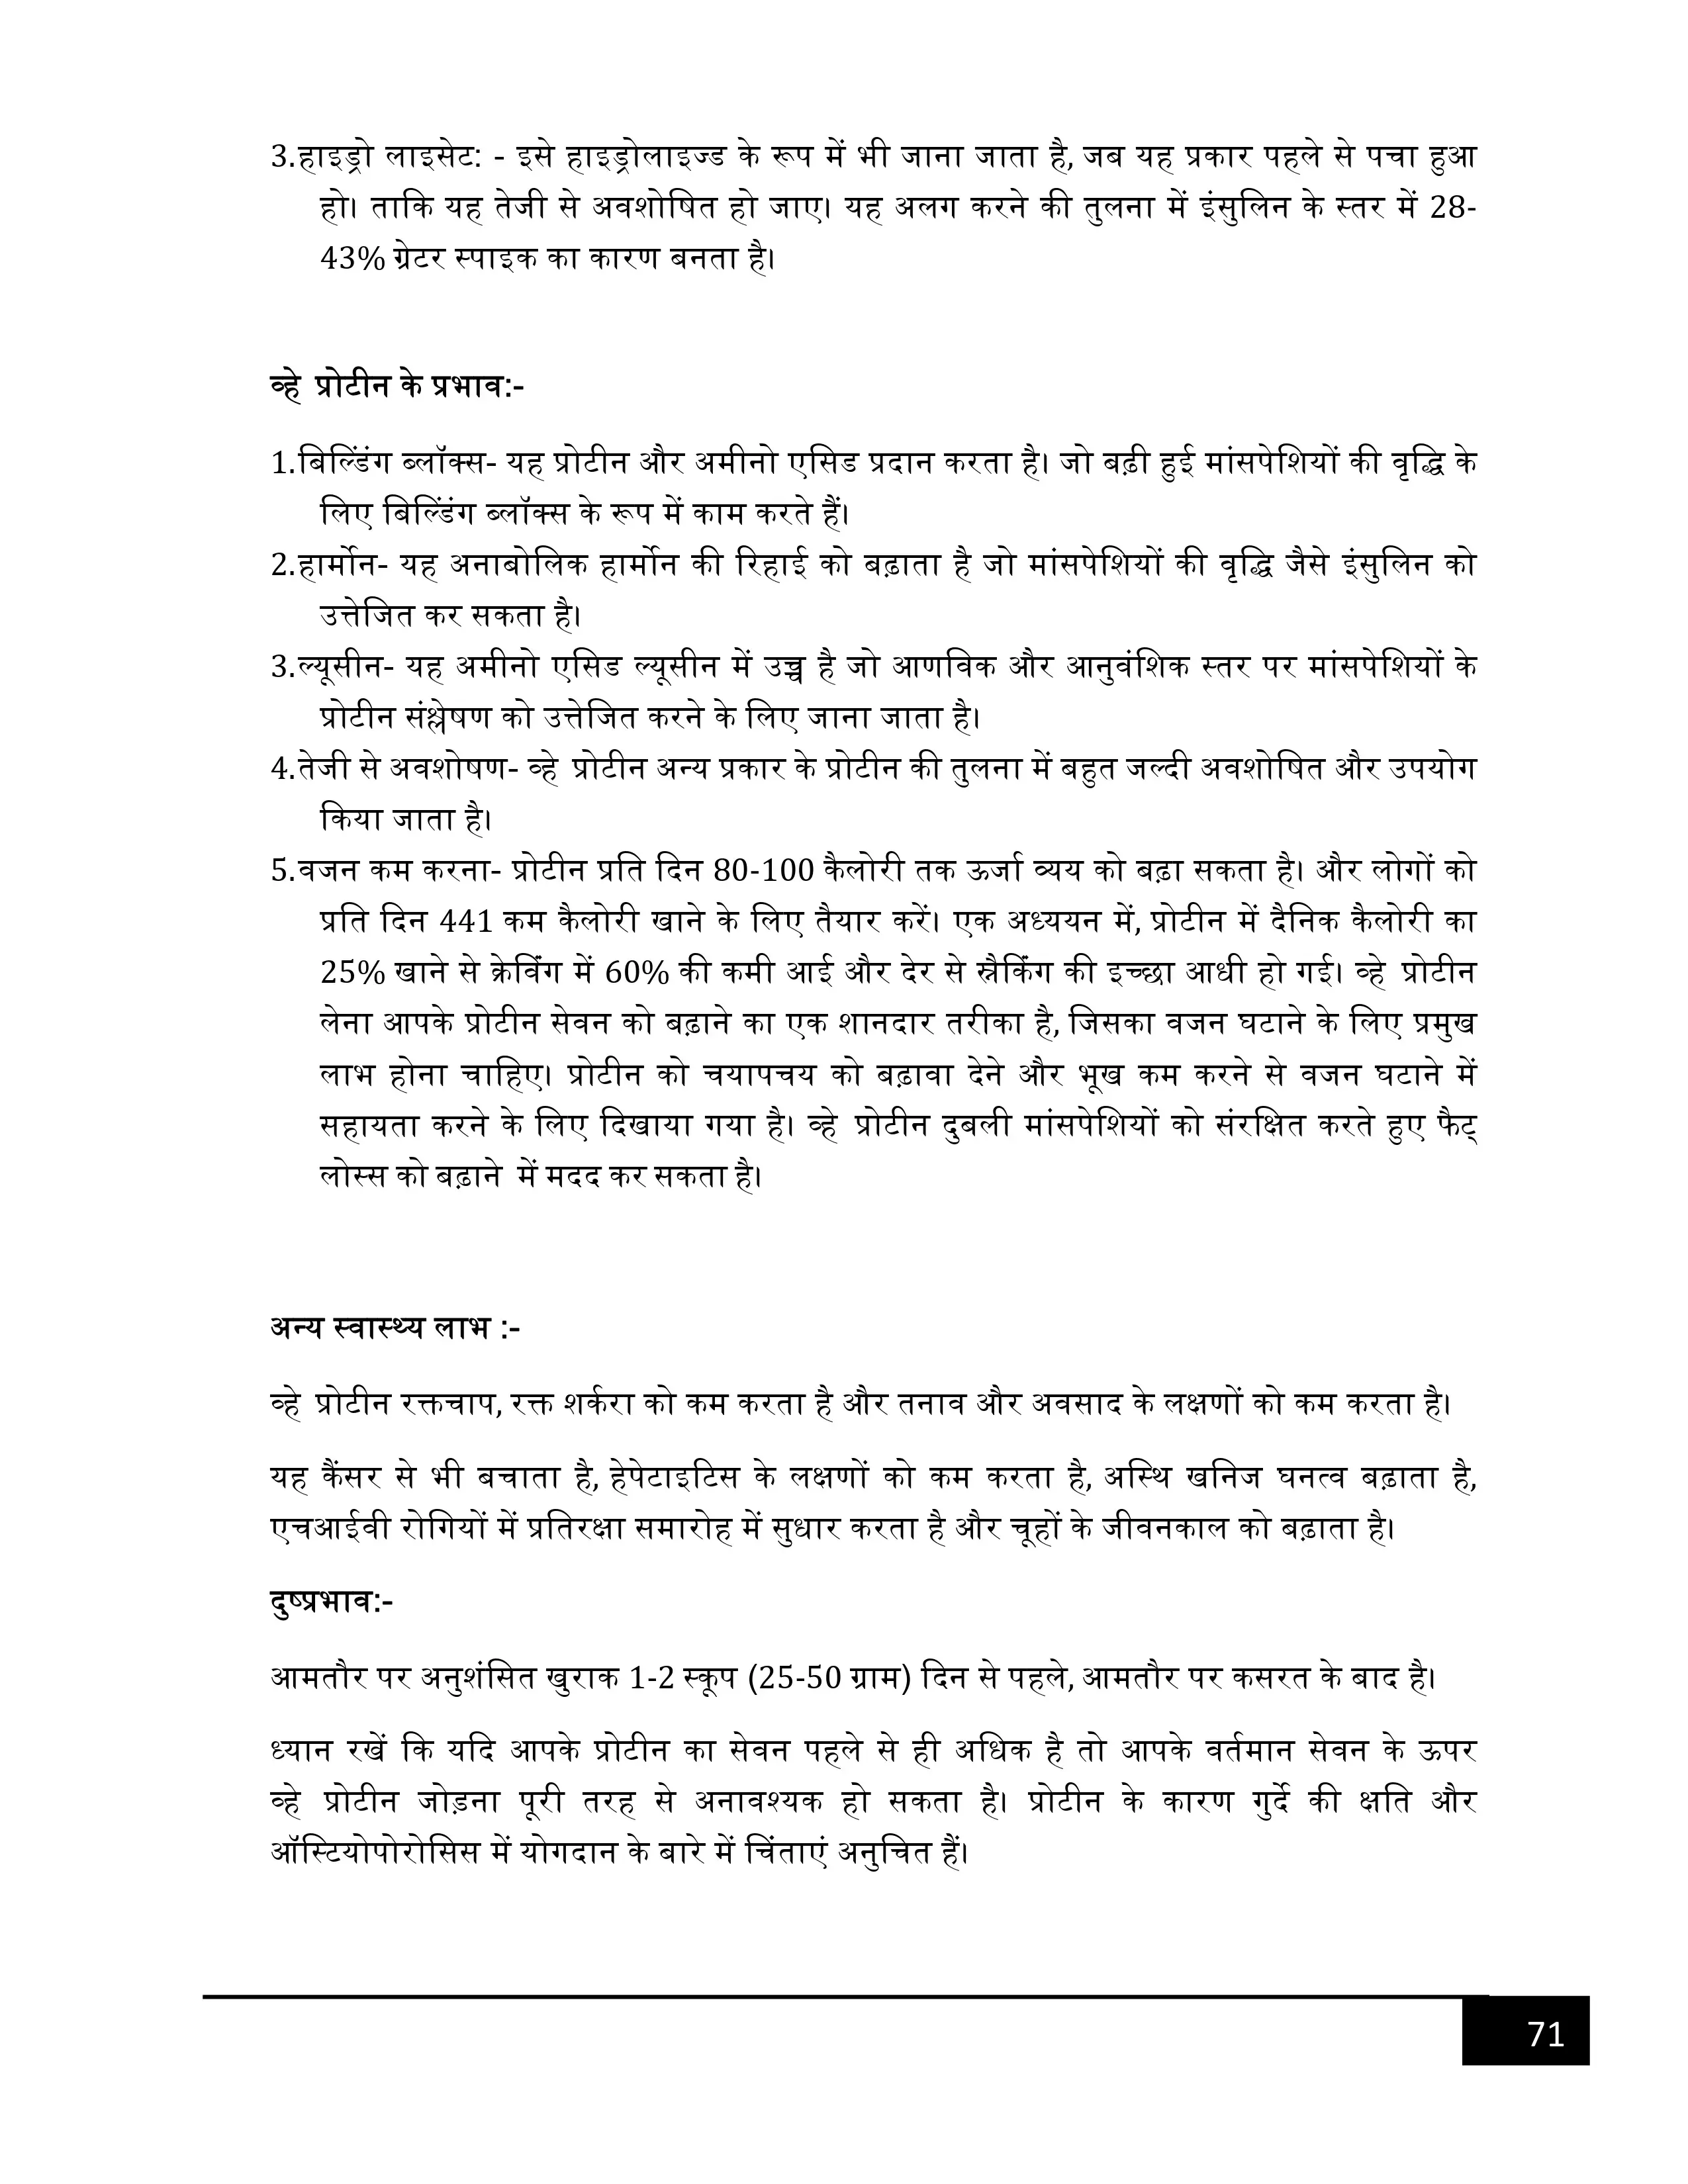 3.हाइड्रो लाइसेट: - इसे हाइड्रोलाइज्ड के रूप में भी जाना जाता है, जब यह प्रकार पहले से पचा हुआ
हो। ताकि यह तेजी से अवशोषित हो जाए। यह अलग करने की तुलना में इंसुलिन के स्तर में 28-
43% ग्रेटर स्पाइक का कारण बनता है।
व्हे प्रोटीन के प्रभाव:-
1.बिल्डिंग ब्लॉक्स- यह प्रोटीन और अमीनो एसिड प्रदान करता है। जो बढ़ी हुई मांसपेशियों की वृद्धि के
लिए बिल्डिंग ब्लॉक्स के रूप में काम करते हैं।
2.हार्मोन- यह अनाबोलिक हार्मोन की रिहाई को बढ़ाता है जो मांसपेशियों की वृद्धि जैसे इंसुलिन को
उत्तेजित कर सकता है।
3.ल्यूसीन- यह अमीनो एसिड ल्यूसीन में उच्च है जो आणविक और आनुवंशिक स्तर पर मांसपेशियों के
प्रोटीन संश्लेषण को उत्तेजित करने के लिए जाना जाता है।
4.तेजी से अवशोषण- व्हे प्रोटीन अन्य प्रकार के प्रोटीन की तुलना में बहुत जल्दी अवशोषित और उपयोग
किया जाता है।
5.वजन कम करना- प्रोटीन प्रति दिन 80-100 कैलोरी तक ऊर्जा व्यय को बढ़ा सकता है। और लोगों को
प्रति दिन 441 कम कैलोरी खाने के लिए तैयार करें। एक अध्ययन में, प्रोटीन में दैनिक कैलोरी का
25% खाने से क्रेविंग में 60% की कमी आई और देर से स्नैकिंग की इच्छा आधी हो गई। व्हे प्रोटीन
लेना आपके प्रोटीन सेवन को बढ़ाने का एक शानदार तरीका है, जिसका वजन घटाने के लिए प्रमुख
लाभ होना चाहिए। प्रोटीन को चयापचय को बढ़ावा देने और भूख कम करने से वजन घटाने में
सहायता करने के लिए दिखाया गया है। व्हे प्रोटीन दुबली मांसपेशियों को संरक्षित करते हुए फैट्
लोस्स को बढ़ाने में मदद कर सकता है।
अन्य स्वास्थ्य लाभ :-
व्हे प्रोटीन रक्तचाप, रक्त शर्करा को कम करता है और तनाव और अवसाद के लक्षणों को कम करता है।
यह कैंसर से भी बचाता है, हेपेटाइटिस के लक्षणों को कम करता है, अस्थि खनिज घनत्व बढ़ाता है,
एचआईवी रोगियों में प्रतिरक्षा समारोह में सुधार करता है और चूहों के जीवनकाल को बढ़ाता है।
दुष्प्रभाव:-
आमतौर पर अनुशंसित खुराक 1-2 स्कूप (25-50 ग्राम) दिन से पहले, आमतौर पर कसरत के बाद है।
ध्यान रखें कि यदि आपके प्रोटीन का सेवन पहले से ही अधिक है तो आपके वर्तमान सेवन के ऊपर
व्हे प्रोटीन जोड़ना पूरी तरह से अनावश्यक हो सकता है। प्रोटीन के कारण गुर्दे की क्षति और
ऑस्टियोपोरोसिस में योगदान के बारे में चिंताएं अनुचित हैं।
71